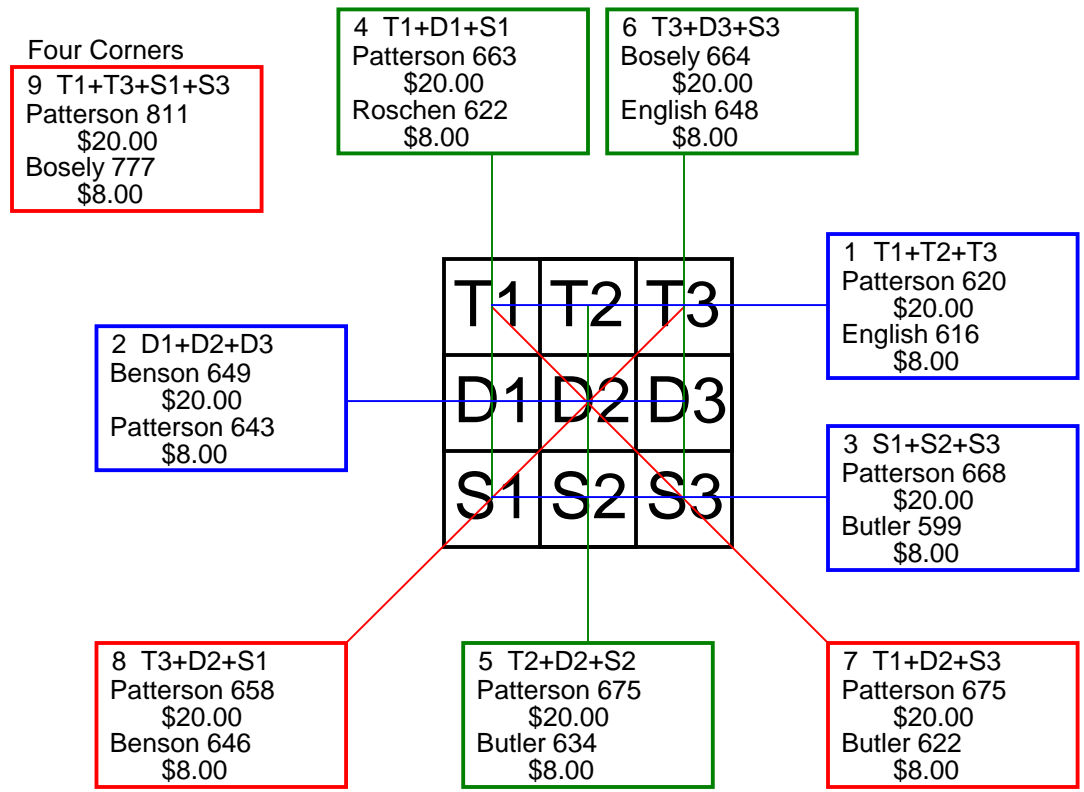 Four Corners
9 T1+T3+S1+S3
Patterson 811
$20.00
Bosely 777
$8.00
4 T1+D1+S1
Patterson 663
$20.00
Roschen 622
$8.00
6 T3+D3+S3
Bosely 664
$20.00
English 648
$8.00
1 T1+T2+T3
Patterson 620
$20.00
English 616
$8.00
2 D1+D2+D3
Benson 649
$20.00
Patterson 643
$8.00
T1 T2 T3
D1 D2 D3
S1 S2 S3
3 S1+S2+S3
Patterson 668
$20.00
Butler 599
$8.00
8 T3+D2+S1
Patterson 658
$20.00
Benson 646
$8.00
5 T2+D2+S2
Patterson 675
$20.00
Butler 634
$8.00
7 T1+D2+S3
Patterson 675
$20.00
Butler 622
$8.00